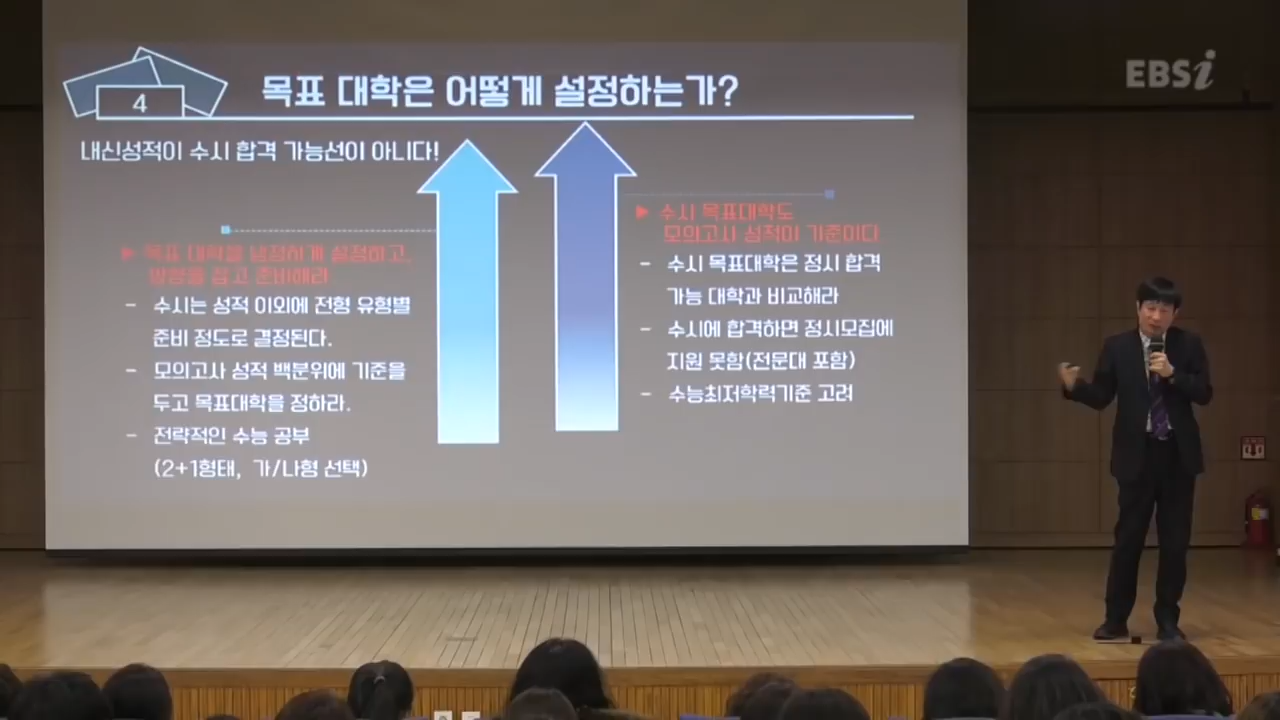 EBSi
4
목표 대학은 어떻게 설정하는가?
내신성적이 수시 합격 가능선이 아니다!
▶ 목표 대학을 냉정하게 설정하고,
방향을 잡고 준비해라
- 수시는 성적 이외에 전형 유형별
준비 정도로 결정된다.
- 모의고사 성적 백분위에 기준을
두고 목표대학을 정하라.
- 전략적인 수능 공부
(2+1형태, 가/나형 선택)
▶ 수시 목표대학도
모의고사 성적이 기준이다
- 수시 목표대학은 정시 합격
가능 대학과 비교해라
- 수시에 합격하면 정시모집에
지원 못함(전문대 포함)
- 수능최저학력기준 고려